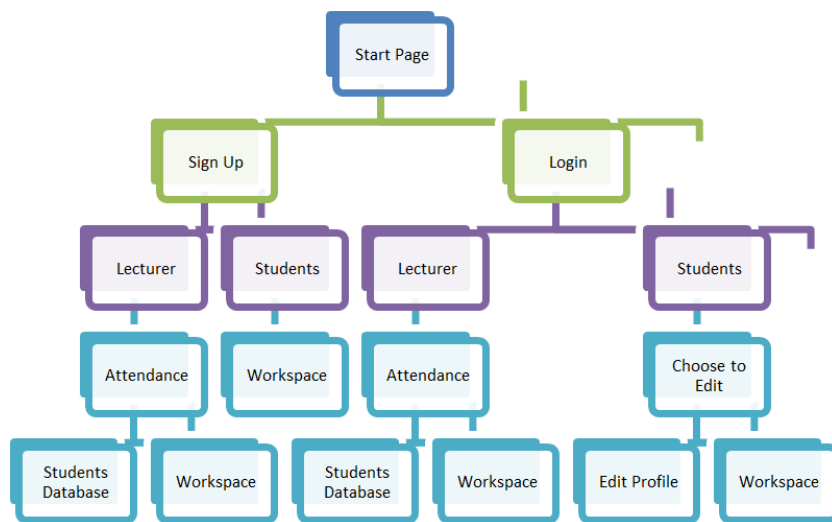 Start Page
Sign Up
Login
Lecturer
Students
Lecturer
Students
Attendance
Workspace
Attendance
Choose to
Edit
Students
Database
Workspace
Students
Database
Workspace
Edit Profile
Workspace